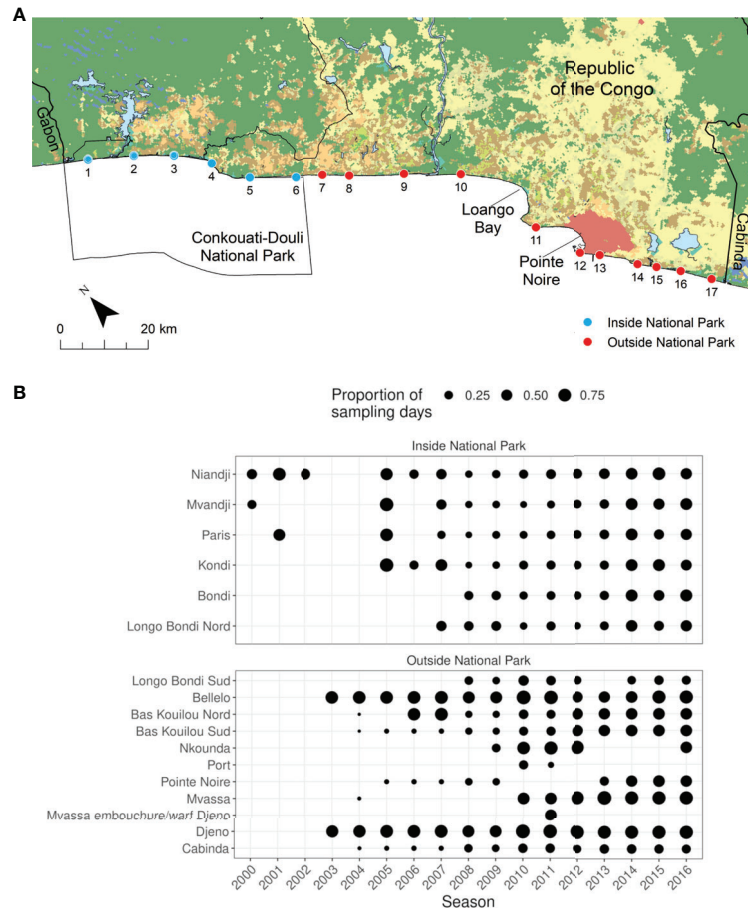 A
Gabon
Republic
of the Congo
Cabinda
1
2
3
4
5
6
7
8
9
10
11
12
13
14
15
16
17
Loango
Bay
Conkouati-Douli
National Park
Pointe
Noire
N
0
20 km
Inside National Park
Outside National Park
B
Proportion of
sampling days
0.25
0.50
0.75
Inside National Park
Niandji
Mvandji
Paris
Kondi
Bondi
Longo Bondi Nord
Outside National Park
Longo Bondi Sud
Bellelo
Bas Kouilou Nord
Bas Kouilou Sud
Nkounda
Port
Pointe Noire
Mvassa
Mvassa embouchure/warf Djeno
Djeno
Cabinda
2000
2001
2002
2003
2004
2005
2006
2007
2008
2009
2010
2011
2012
2013
2014
2015
2016
Season